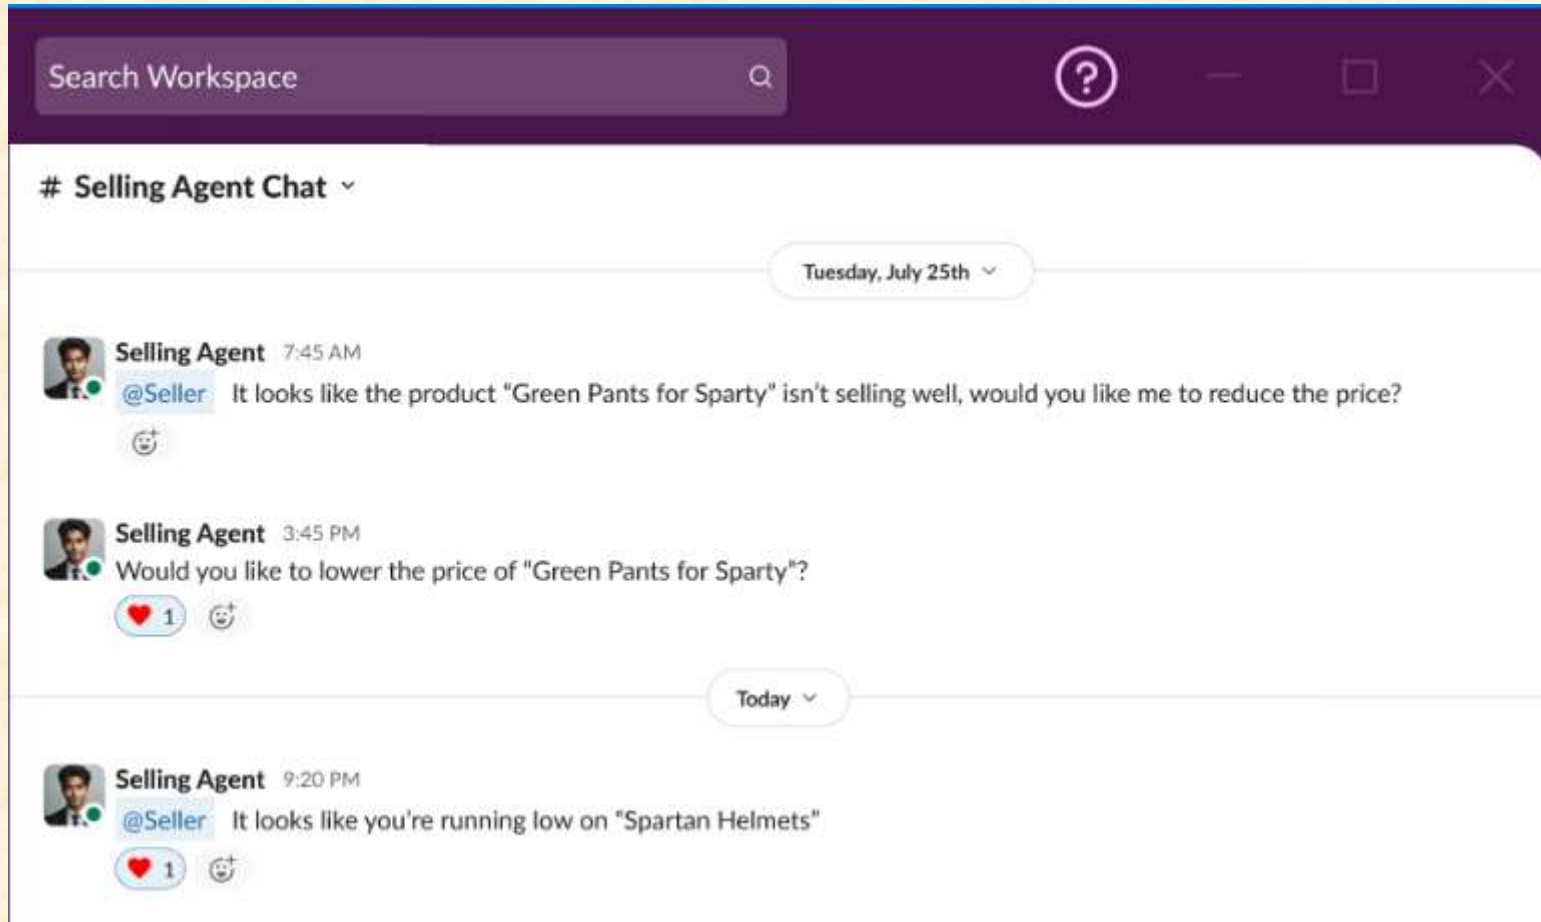 Search Workspace
# Selling Agent Chat
Tuesday, July 25th
Selling Agent 7:45 AM
@Seller It looks like the product “Green Pants for Sparty” isn’t selling well, would you like me to reduce the price?
Selling Agent 3:45 PM
Would you like to lower the price of “Green Pants for Sparty”?
1
Today
Selling Agent 9:20 PM
@Seller It looks like you’re running low on “Spartan Helmets”
1